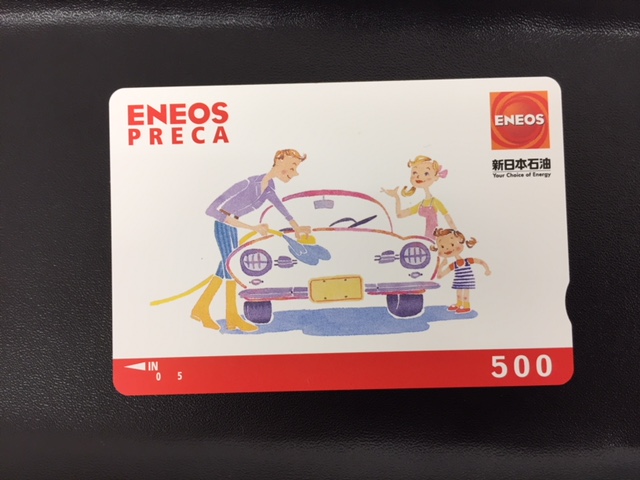 ENEOS
PRECA
ENEOS
新日本石油
Your Choice of Energy
IN
0 5
500